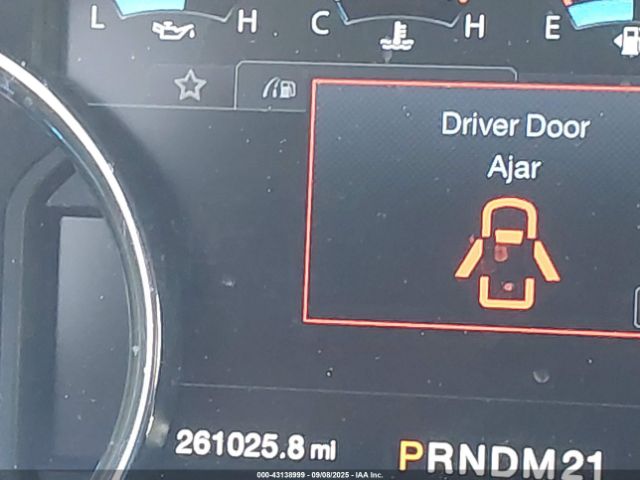 L H C H E
Driver Door
Ajar
261025.8 mi
PRNDM21
000-43138999 - 09/08/2025 - IAA Inc.